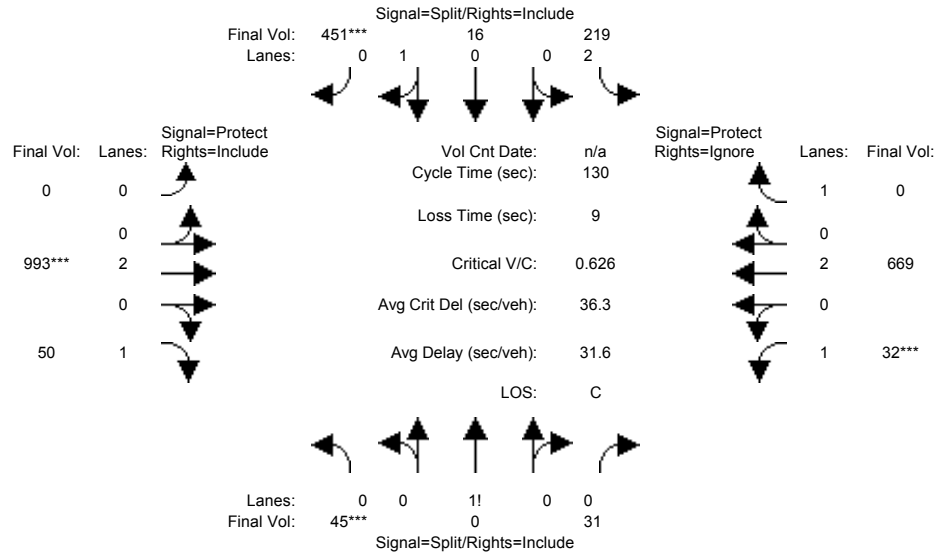 Signal=Split/Rights=Include
Final Vol: 451*** 16 219
Lanes: 0 1 0 0 2
Signal=Protect Signal=Protect
Final Vol: Lanes: Rights=Include Vol Cnt Date: n/a Rights=Ignore Lanes: Final Vol:
Cycle Time (sec): 130
0 0 1 0
Loss Time (sec): 9
0 0
993*** 2 Critical V/C: 0.626 2 669
0 Avg Crit Del (sec/veh): 36.3 0
50 1 Avg Delay (sec/veh): 31.6 1 32***
LOS: C
Lanes: 0 0 1! 0 0
Final Vol: 45*** 0 31
Signal=Split/Rights=Include